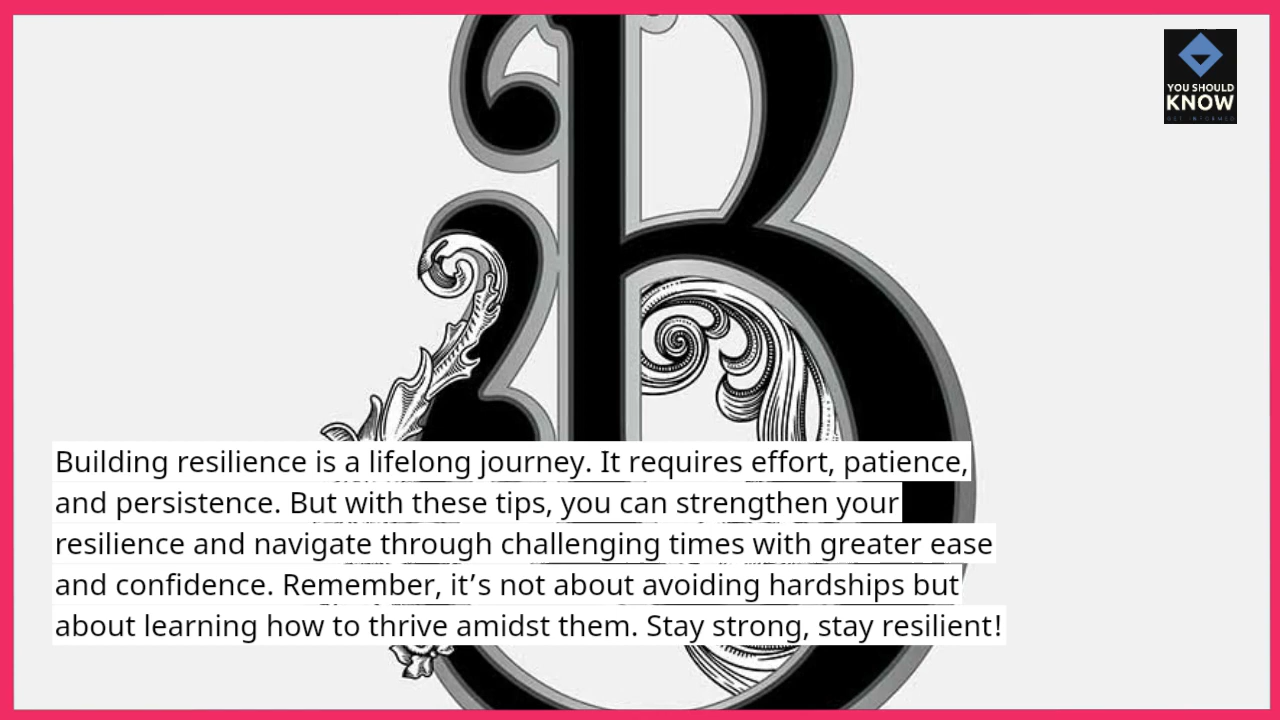 YOU SHOULD
KNOW
GET INFORMED
Building resilience is a lifelong journey. It requires effort, patience,
and persistence. But with these tips, you can strengthen your
resilience and navigate through challenging times with greater ease
and confidence. Remember, it’s not about avoiding hardships but
about learning how to thrive amidst them. Stay strong, stay resilient!